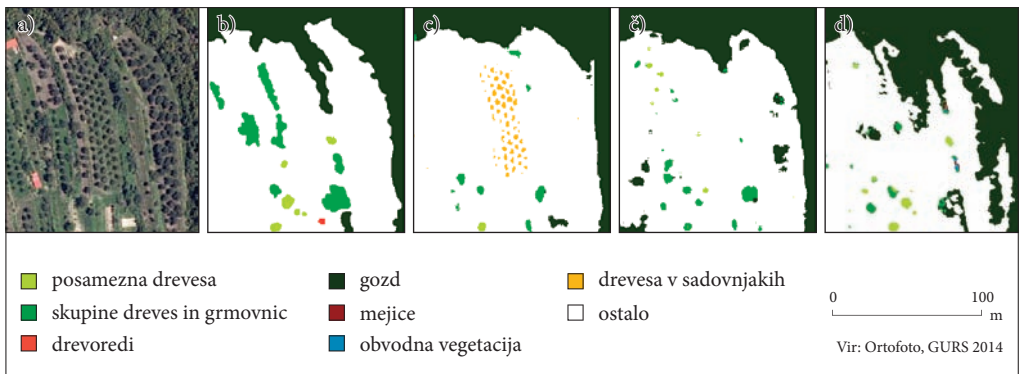 a) b) c) č) d)
posamezna drevesa gozd drevesa v sadovnjakih
skupine dreves in grmovnic mejice ostalo
drevoredi obvodna vegetacija
0 100
m
Vir: Ortofoto, GURS 2014